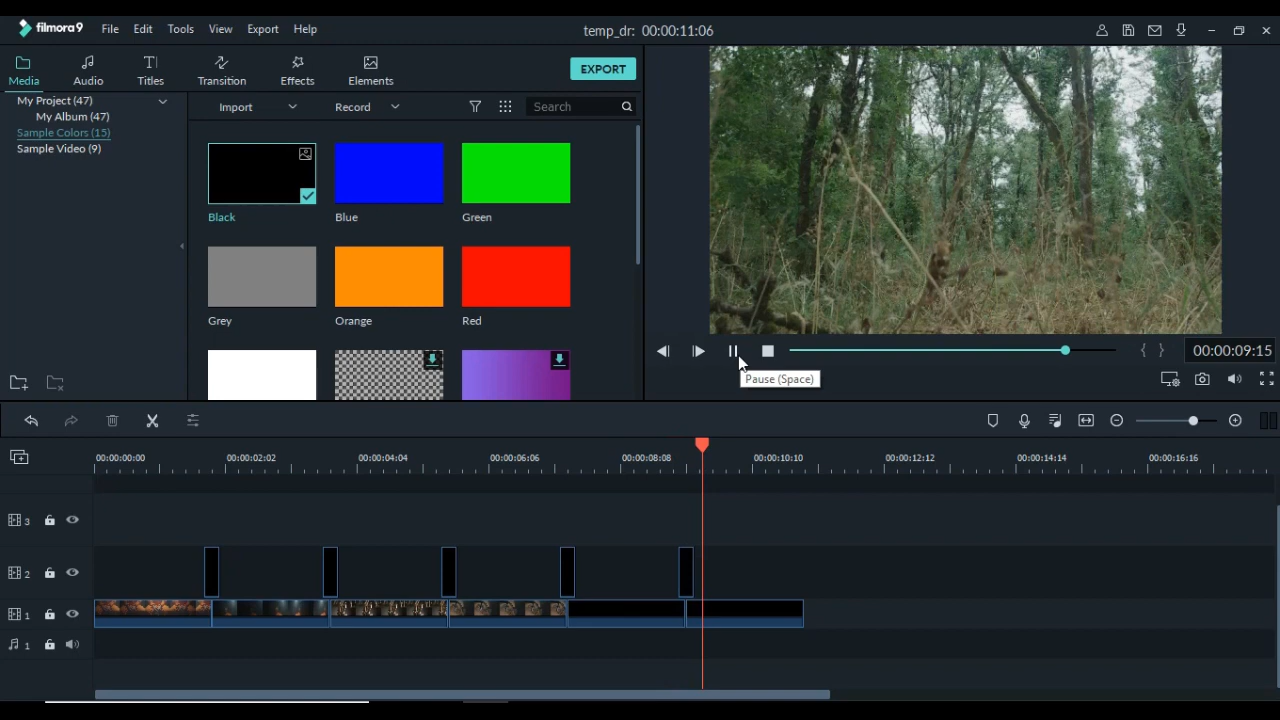 filmora9 File Edit Tools View Export Help temp_dr: 00:00:11:06
Media Audio Titles Transition Effects Elements EXPORT
My Project (47)
My Album (47)
Sample Colors (15)
Sample Video (9)
Import Record Search
Black Blue Green
Grey Orange Red
00:00:09:15
Pause (Space)
00:00:00:00 00:00:02:02 00:00:04:04 00:00:06:06 00:00:08:08 00:00:10:10 00:00:12:12 00:00:14:14 00:00:16:16
3
2
1
1